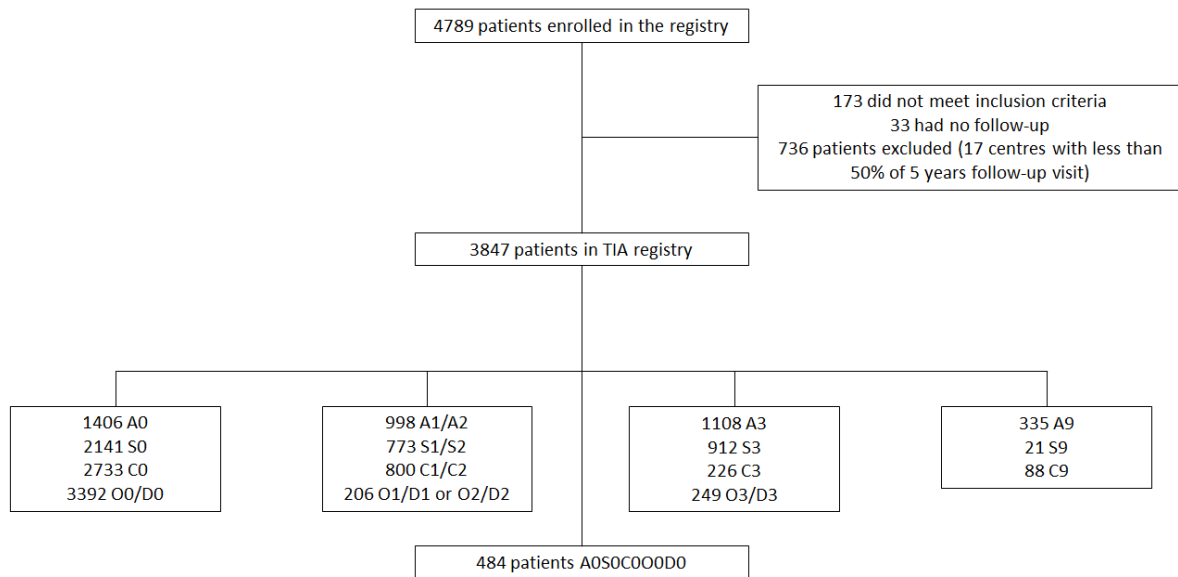 4789 patients enrolled in the registry
173 did not meet inclusion criteria
33 had no follow-up
736 patients excluded (17 centres with less than
50% of 5 years follow-up visit)
3847 patients in TIA registry
1406 A0
2141 S0
2733 C0
3392 O0/D0
998 A1/A2
773 S1/S2
800 C1/C2
206 O1/D1 or O2/D2
1108 A3
912 S3
226 C3
249 O3/D3
335 A9
21 S9
88 C9
484 patients A0S0C0O0D0